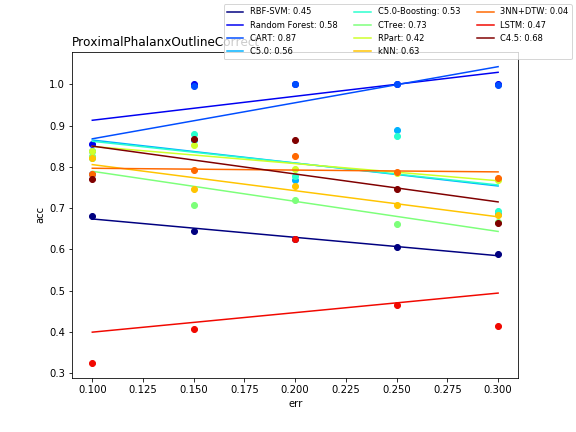 RBF-SVM: 0.45
Random Forest: 0.58
CART: 0.87
C5.0: 0.56
C5.0-Boosting: 0.53
CTree: 0.73
RPart: 0.42
kNN: 0.63
3NN+DTW: 0.04
LSTM: 0.47
C4.5: 0.68
ProximalPhalanxOutlineCorrect
1.0
0.9
0.8
0.7
0.6
0.5
0.4
0.3
acc
0.100 0.125 0.150 0.175 0.200 0.225 0.250 0.275 0.300
err